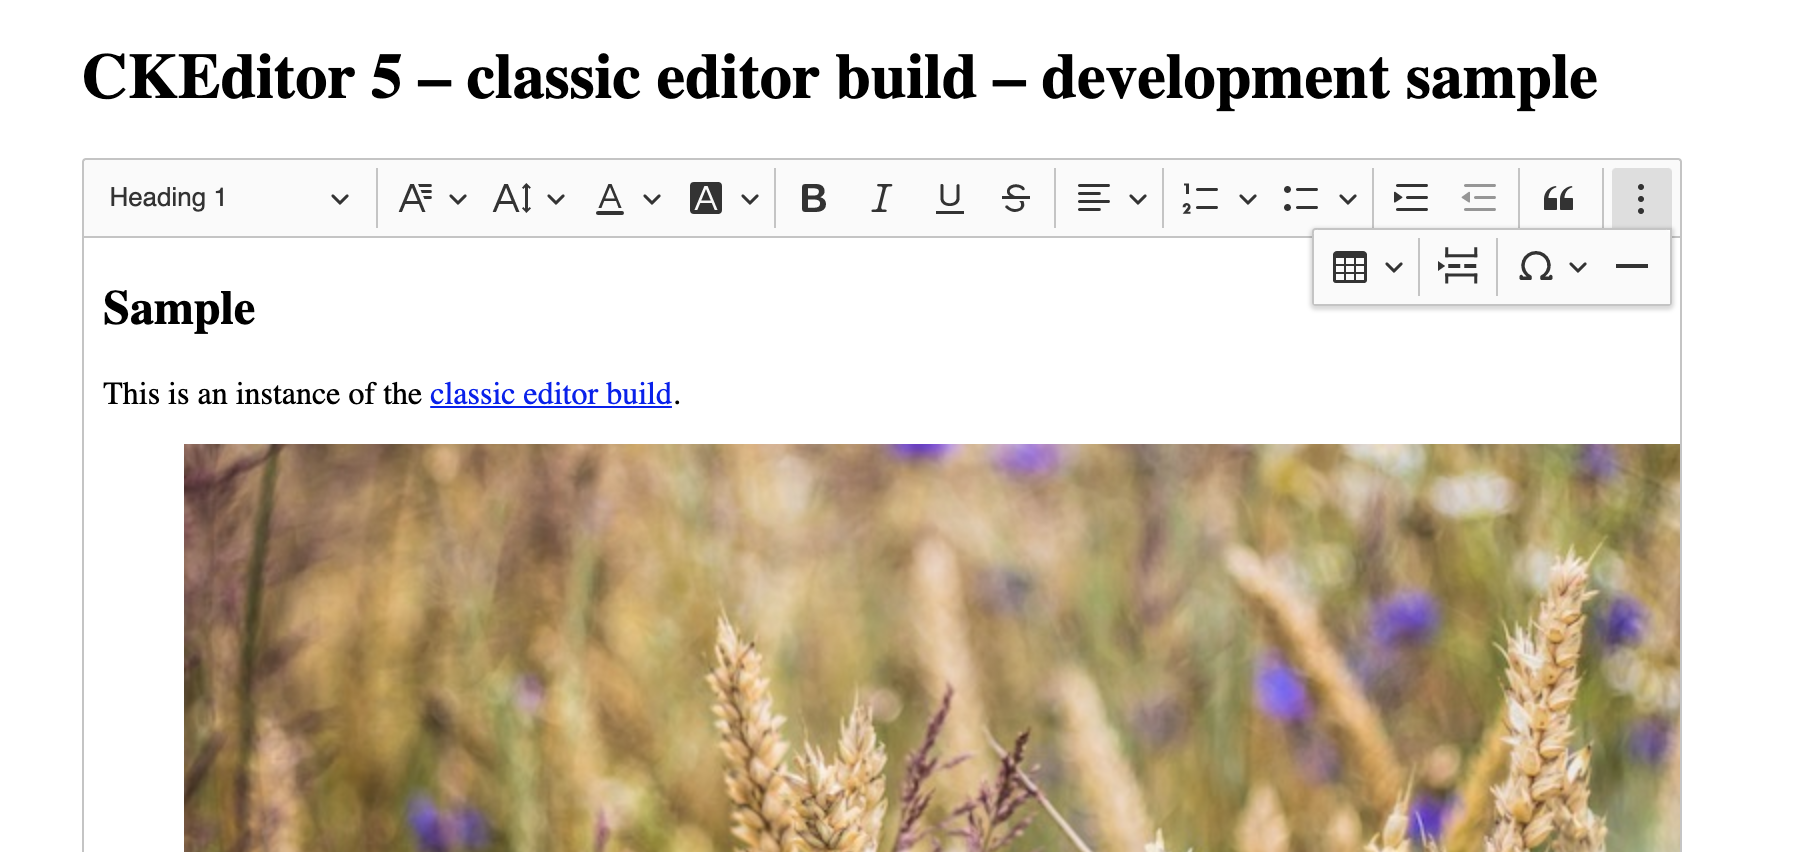 CKEditor 5 – classic editor build – development sample
Heading 1
Sample
This is an instance of the classic editor build.